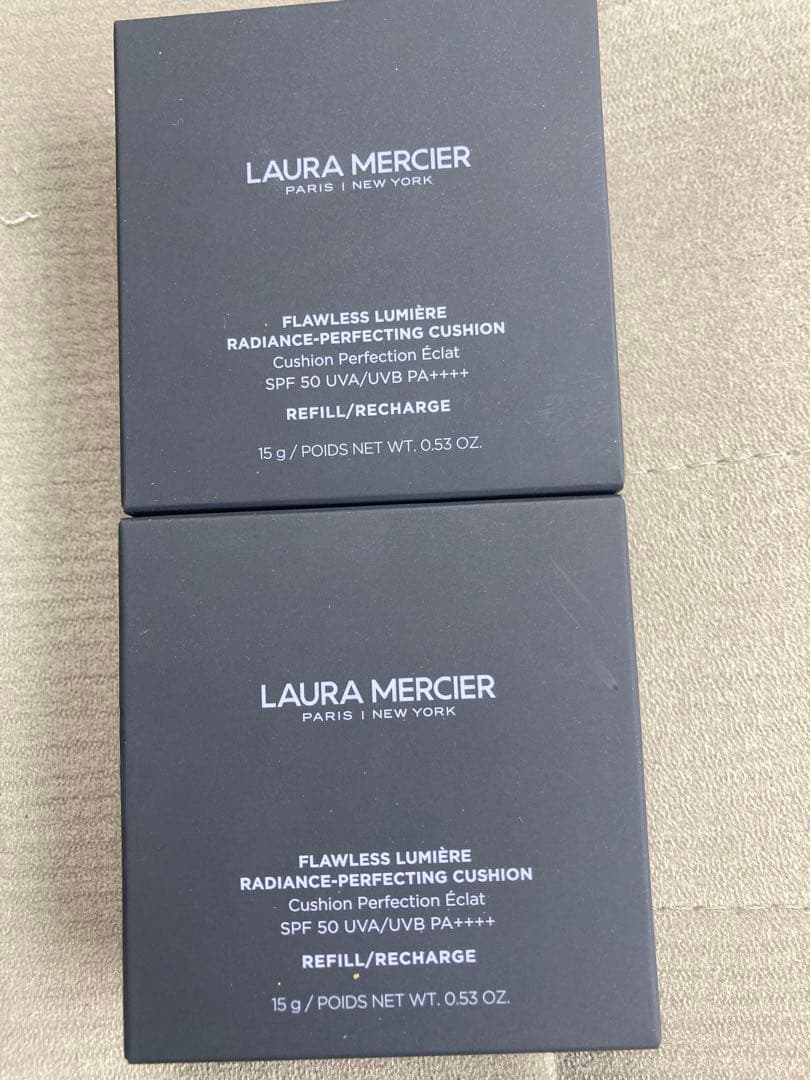 LAURA MERCIER
PARIS | NEW YORK
FLAWLESS LUMIÈRE
RADIANCE-PERFECTING CUSHION
Cushion Perfection Éclat
SPF 50 UVA/UVB PA++++
REFILL/RECHARGE
15 g / POIDS NET WT. 0.53 OZ.
LAURA MERCIER
PARIS | NEW YORK
FLAWLESS LUMIÈRE
RADIANCE-PERFECTING CUSHION
Cushion Perfection Éclat
SPF 50 UVA/UVB PA++++
REFILL/RECHARGE
15 g / POIDS NET WT. 0.53 OZ.